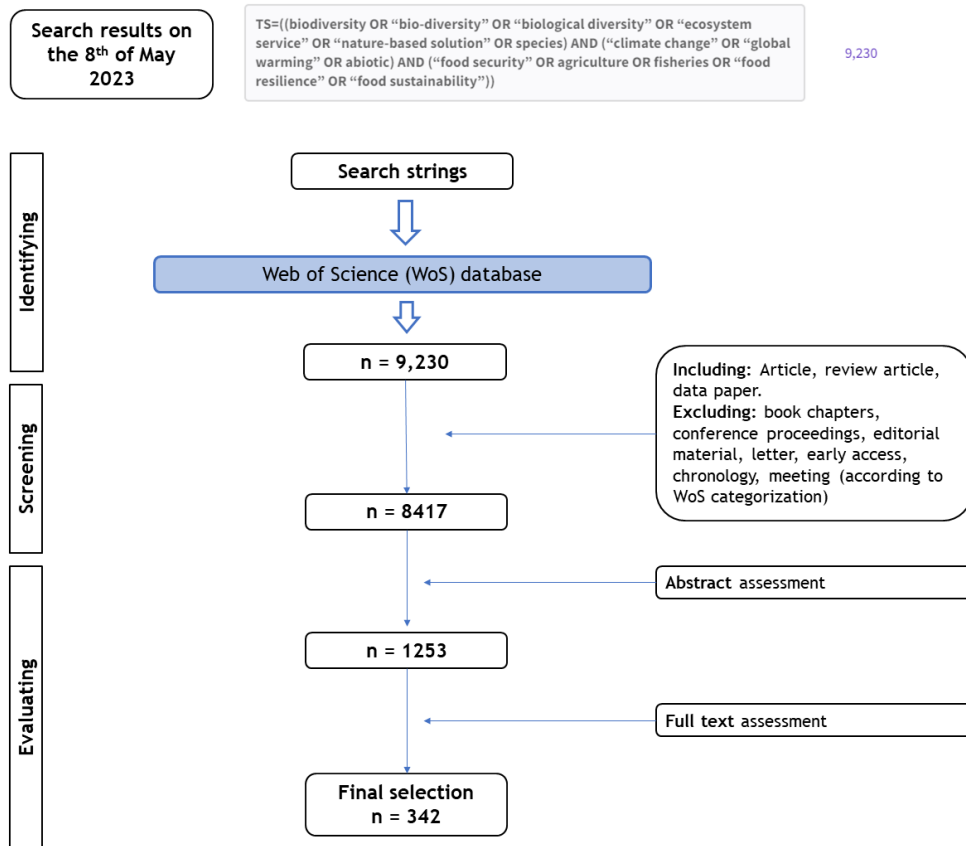 Search results on
the 8th of May
2023
TS=((biodiversity OR “bio-diversity” OR “biological diversity” OR “ecosystem
service” OR “nature-based solution” OR species) AND (“climate change” OR “global
warming” OR abiotic) AND (“food security” OR agriculture OR fisheries OR “food
resilience” OR “food sustainability”))
9,230
Identifying
Search strings
Web of Science (WoS) database
n = 9,230
Screening
Including: Article, review article,
data paper.
Excluding: book chapters,
conference proceedings, editorial
material, letter, early access,
chronology, meeting (according to
WoS categorization)
n = 8417
Evaluating
Abstract assessment
n = 1253
Full text assessment
Final selection
n = 342